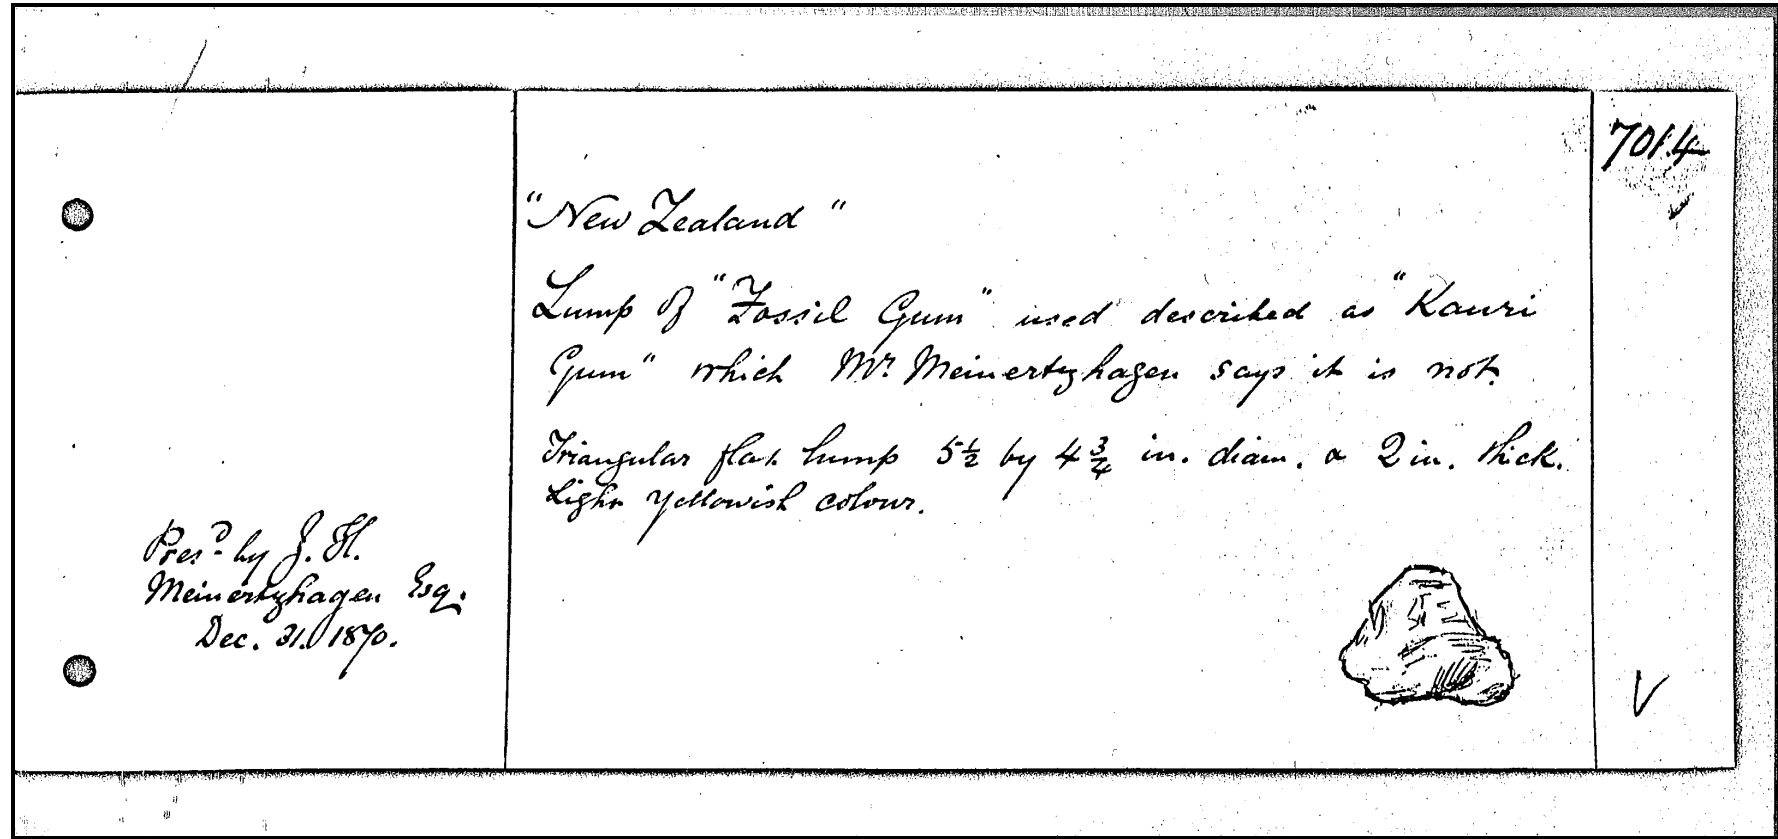 7014
"New Zealand"
Lump of "Fossil Gum" used described as "Kauri
Gum" which Mr. Meinertzhagen says it is not.
Triangular flat lump 5½ by 4¾ in. diam. & 2 in. thick.
Light yellowish colour.
Presd. by J. H.
Meinertzhagen Esq.
Dec. 31. 1870.